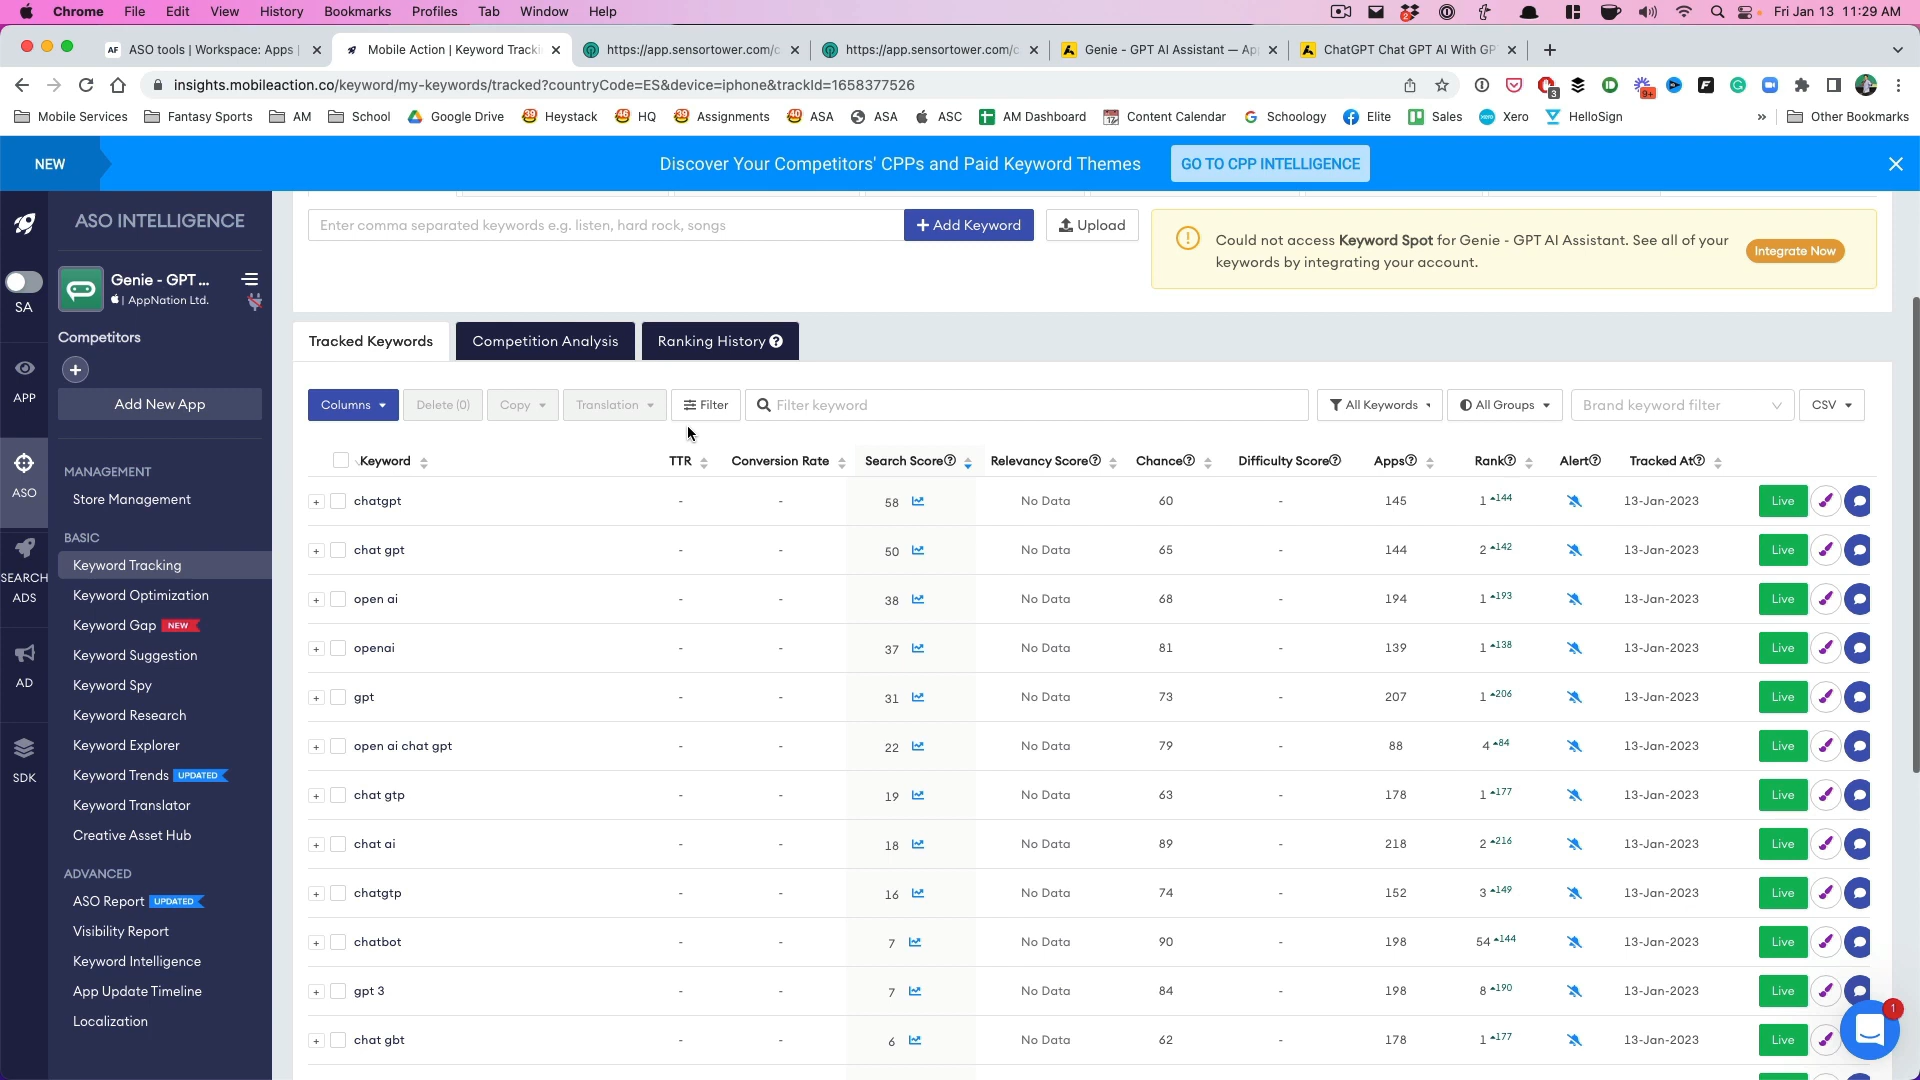 Chrome File Edit View History Bookmarks Profiles Tab Window Help Fri Jan 13 11:29 AM
ASO tools | Workspace: Apps | Mobile Action | Keyword Tracki https://app.sensortower.com/c https://app.sensortower.com/c Genie - GPT AI Assistant — Ap ChatGPT Chat GPT AI With GP
insights.mobileaction.co/keyword/my-keywords/tracked?countryCode=ES&device=iphone&trackId=1658377526
Mobile Services Fantasy Sports AM School Google Drive Heystack HQ Assignments ASA ASA ASC AM Dashboard Content Calendar Schoology Elite Sales Xero HelloSign » Other Bookmarks
NEW Discover Your Competitors' CPPs and Paid Keyword Themes GO TO CPP INTELLIGENCE
ASO INTELLIGENCE
SA
Genie - GPT ...
| AppNation Ltd.
Competitors
Add New App
APP
ASO
SEARCH
ADS
AD
SDK
MANAGEMENT
Store Management
BASIC
Keyword Tracking
Keyword Optimization
Keyword Gap NEW
Keyword Suggestion
Keyword Spy
Keyword Research
Keyword Explorer
Keyword Trends UPDATED
Keyword Translator
Creative Asset Hub
ADVANCED
ASO Report UPDATED
Visibility Report
Keyword Intelligence
App Update Timeline
Localization
Enter comma separated keywords e.g. listen, hard rock, songs + Add Keyword Upload
Could not access Keyword Spot for Genie - GPT AI Assistant. See all of your
keywords by integrating your account.
Integrate Now
Tracked Keywords Competition Analysis Ranking History
Columns Delete (0) Copy Translation Filter Filter keyword All Keywords All Groups Brand keyword filter CSV
Keyword TTR Conversion Rate Search Score Relevancy Score Chance Difficulty Score Apps Rank Alert Tracked At
chatgpt - - 58 No Data 60 - 145 1 144 13-Jan-2023 Live
chat gpt - - 50 No Data 65 - 144 2 142 13-Jan-2023 Live
open ai - - 38 No Data 68 - 194 1 193 13-Jan-2023 Live
openai - - 37 No Data 81 - 139 1 138 13-Jan-2023 Live
gpt - - 31 No Data 73 - 207 1 206 13-Jan-2023 Live
open ai chat gpt - - 22 No Data 79 - 88 4 84 13-Jan-2023 Live
chat gtp - - 19 No Data 63 - 178 1 177 13-Jan-2023 Live
chat ai - - 18 No Data 89 - 218 2 216 13-Jan-2023 Live
chatgtp - - 16 No Data 74 - 152 3 149 13-Jan-2023 Live
chatbot - - 7 No Data 90 - 198 54 144 13-Jan-2023 Live
gpt 3 - - 7 No Data 84 - 198 8 190 13-Jan-2023 Live
chat gbt - - 6 No Data 62 - 178 1 177 13-Jan-2023 Live
1